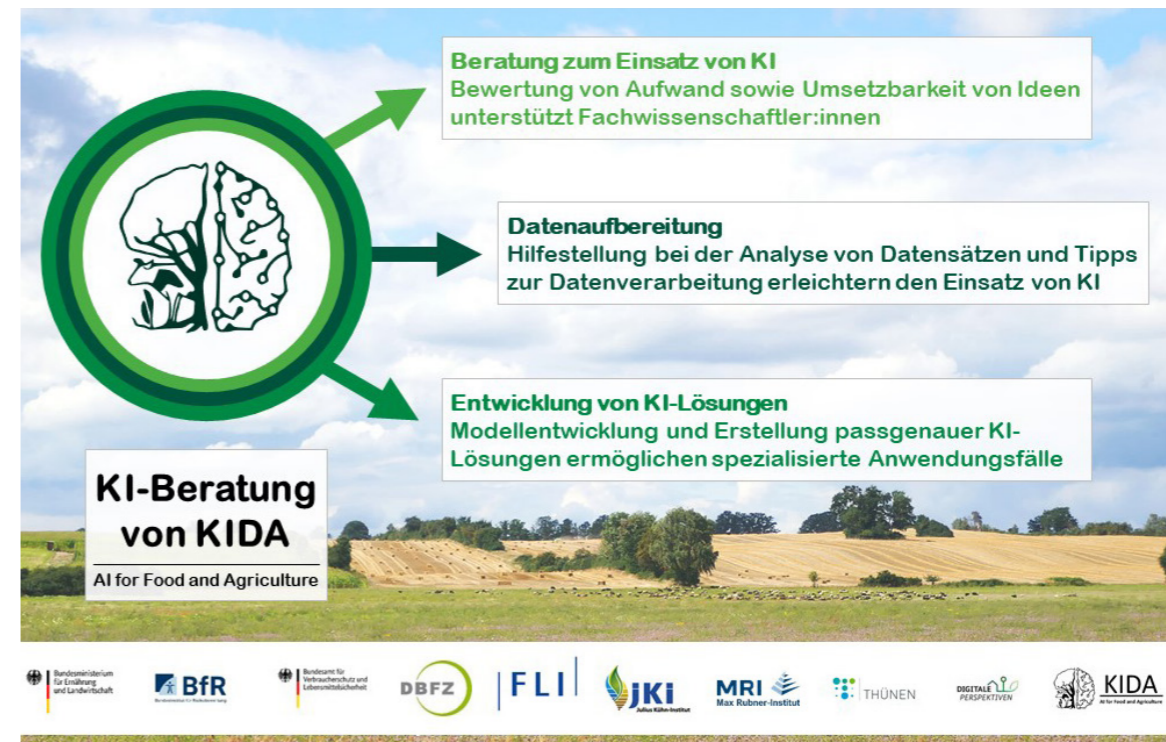 Beratung zum Einsatz von KI
Bewertung von Aufwand sowie Umsetzbarkeit von Ideen
unterstützt Fachwissenschaftler:innen
Datenaufbereitung
Hilfestellung bei der Analyse von Datensätzen und Tipps
zur Datenverarbeitung erleichtern den Einsatz von KI
Entwicklung von KI-Lösungen
Modellentwicklung und Erstellung passgenauer KI-
Lösungen ermöglichen spezialisierte Anwendungsfälle
KI-Beratung
von KIDA
AI for Food and Agriculture
Bundesministerium
für Ernährung
und Landwirtschaft
BfR
Bundesinstitut für Risikobewertung
Bundesamt für
Verbraucherschutz und
Lebensmittelsicherheit
DBFZ
FLI
JKi
Julius Kühn-Institut
MRI
Max Rubner-Institut
THÜNEN
DIGITALE
PERSPEKTIVEN
KIDA
AI for Food and Agriculture